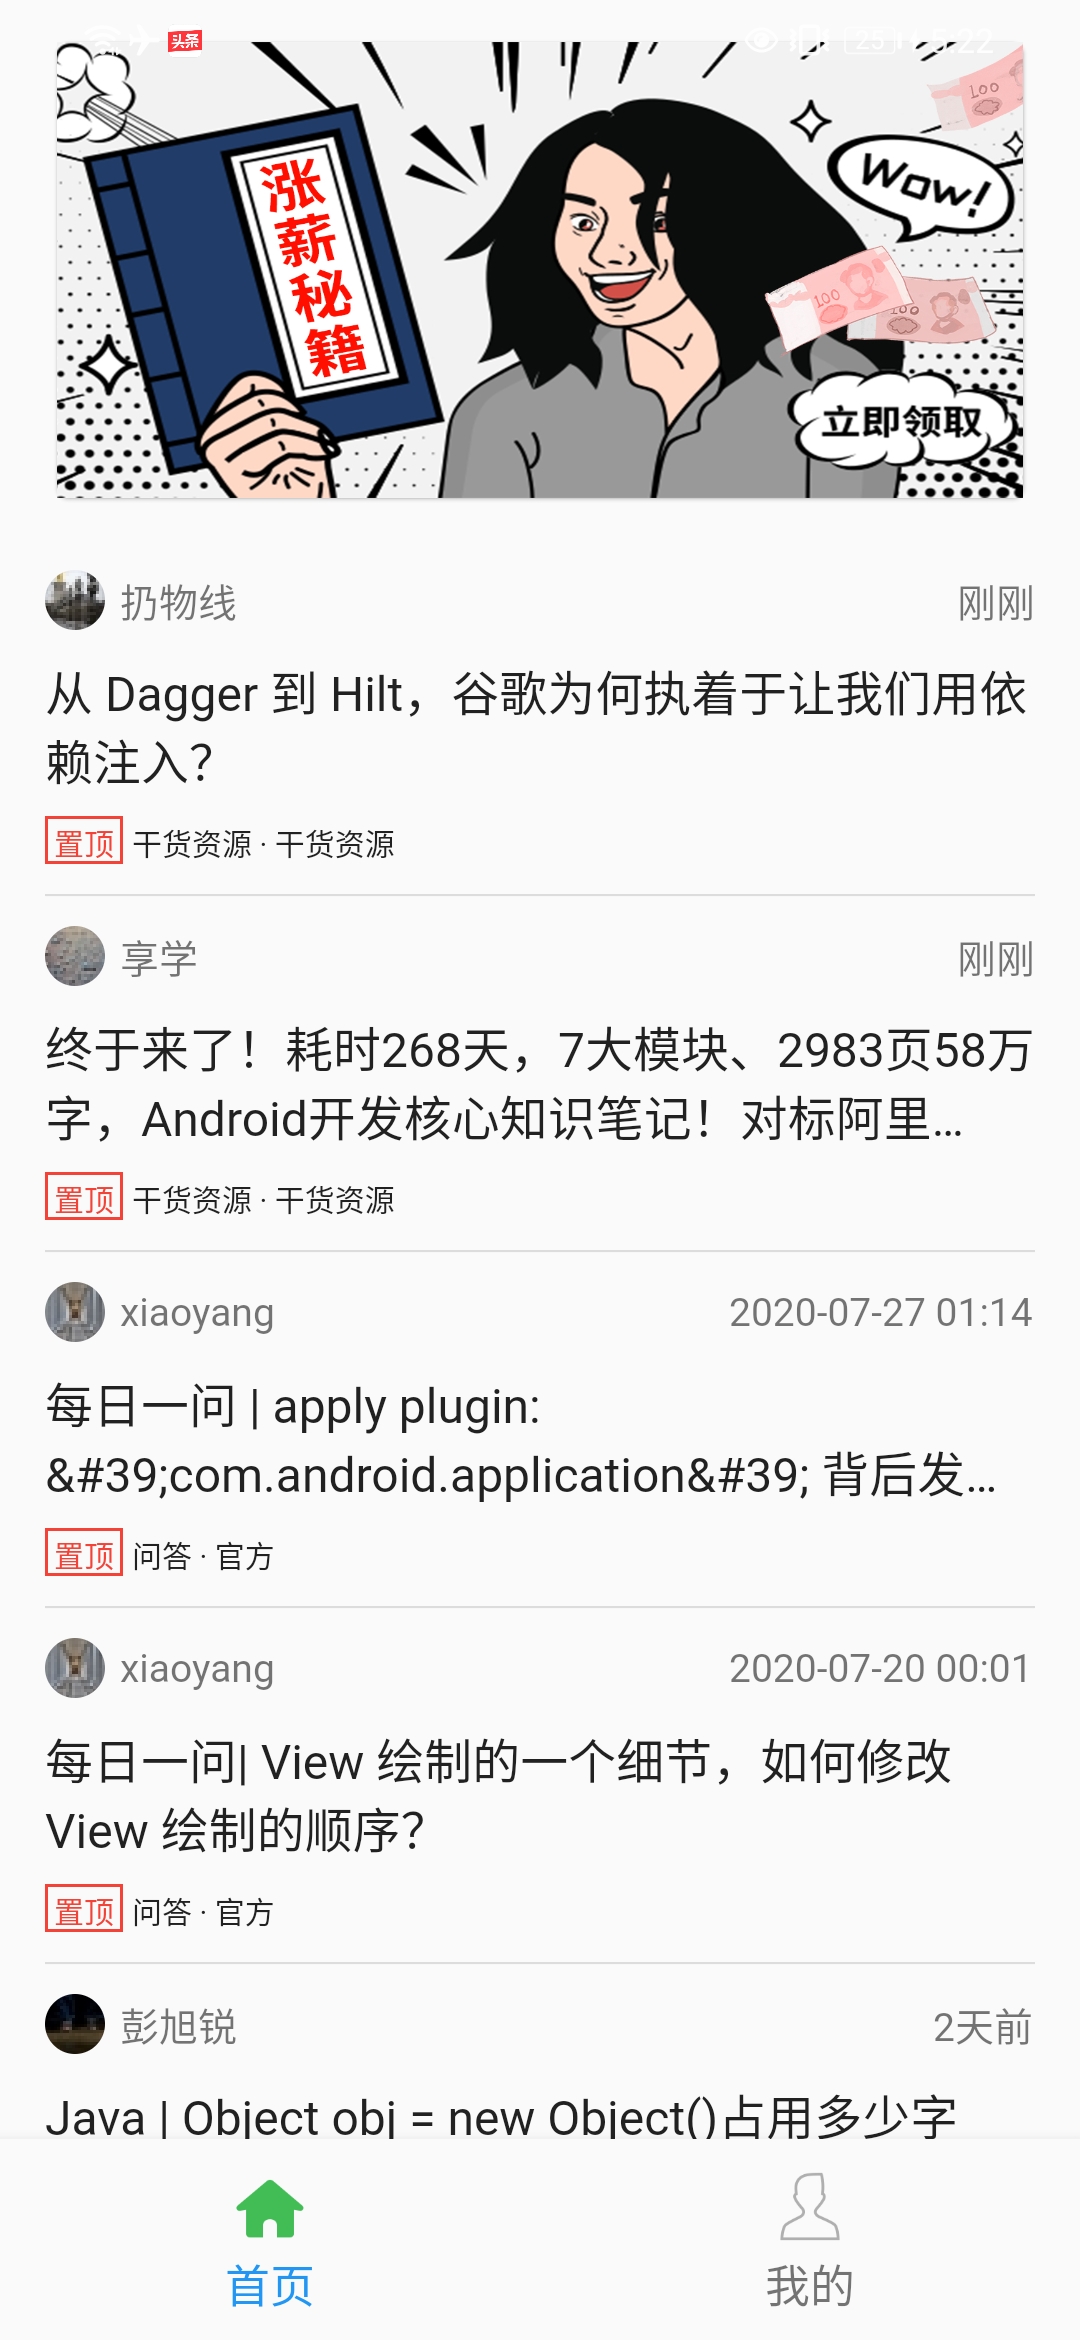 头条
25
5:22
涨薪秘籍
Wow!
100
100
100
立即领取
扔物线
刚刚
从 Dagger 到 Hilt，谷歌为何执着于让我们用依
赖注入？
置顶 干货资源 · 干货资源
享学
刚刚
终于来了！耗时268天，7大模块、2983页58万
字，Android开发核心知识笔记！对标阿里…
置顶 干货资源 · 干货资源
xiaoyang
2020-07-27 01:14
每日一问 | apply plugin:
&#39;com.android.application&#39; 背后发…
置顶 问答 · 官方
xiaoyang
2020-07-20 00:01
每日一问| View 绘制的一个细节，如何修改
View 绘制的顺序？
置顶 问答 · 官方
彭旭锐
2天前
Java | Object obj = new Object()占用多少字
首页
我的